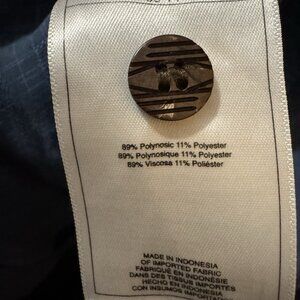 89% Polynosic 11% Polyester
89% Polynosique 11% Polyester
89% Viscosa 11% Poliéster
MADE IN INDONESIA
OF IMPORTED FABRIC
FABRIQUÉ EN INDONÉSIE
DANS DES TISSUS IMPORTÉS
HECHO EN INDONESIA
CON INSUMOS IMPORTADOS